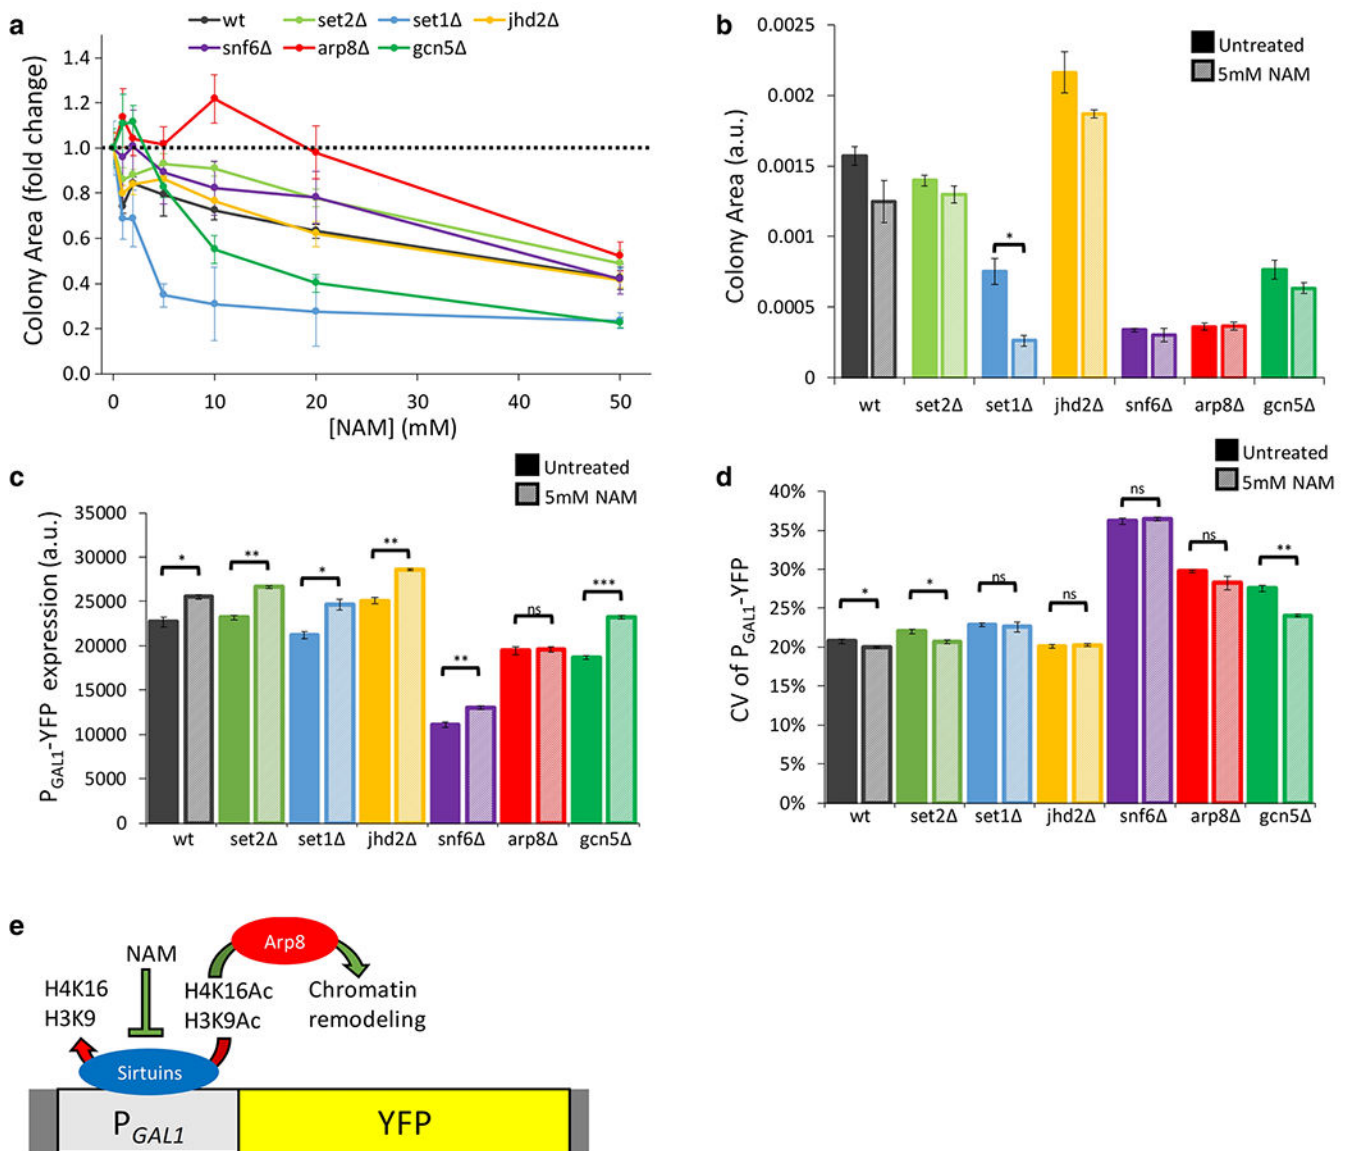 a
wt set2Δ set1Δ jhd2Δ
snf6Δ arp8Δ gcn5Δ
Colony Area (fold change)
1.4
1.2
1.0
0.8
0.6
0.4
0.2
0.0
0 10 20 30 40 50
[NAM] (mM)
b
Untreated
5mM NAM
Colony Area (a.u.)
0.0025
0.002
0.0015
0.001
0.0005
0
*
wt set2Δ set1Δ jhd2Δ snf6Δ arp8Δ gcn5Δ
c
Untreated
5mM NAM
PGAL1-YFP expression (a.u.)
35000
30000
25000
20000
15000
10000
5000
0
* ** * ** ** ns ***
wt set2Δ set1Δ jhd2Δ snf6Δ arp8Δ gcn5Δ
d
Untreated
5mM NAM
CV of PGAL1-YFP
40%
35%
30%
25%
20%
15%
10%
5%
0%
* * ns ns ns ns **
wt set2Δ set1Δ jhd2Δ snf6Δ arp8Δ gcn5Δ
e
Arp8
NAM
H4K16 H4K16Ac Chromatin
H3K9 H3K9Ac remodeling
Sirtuins
PGAL1 YFP